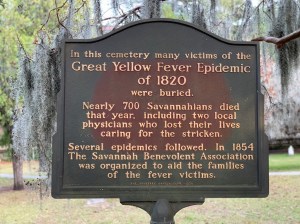 In this cemetery many victims of the
Great Yellow Fever Epidemic
of 1820
were buried.
Nearly 700 Savannahians died
that year, including two local
physicians who lost their lives
caring for the stricken.
Several epidemics followed. In 1854
The Savannah Benevolent Association
was organized to aid the families
of the fever victims.